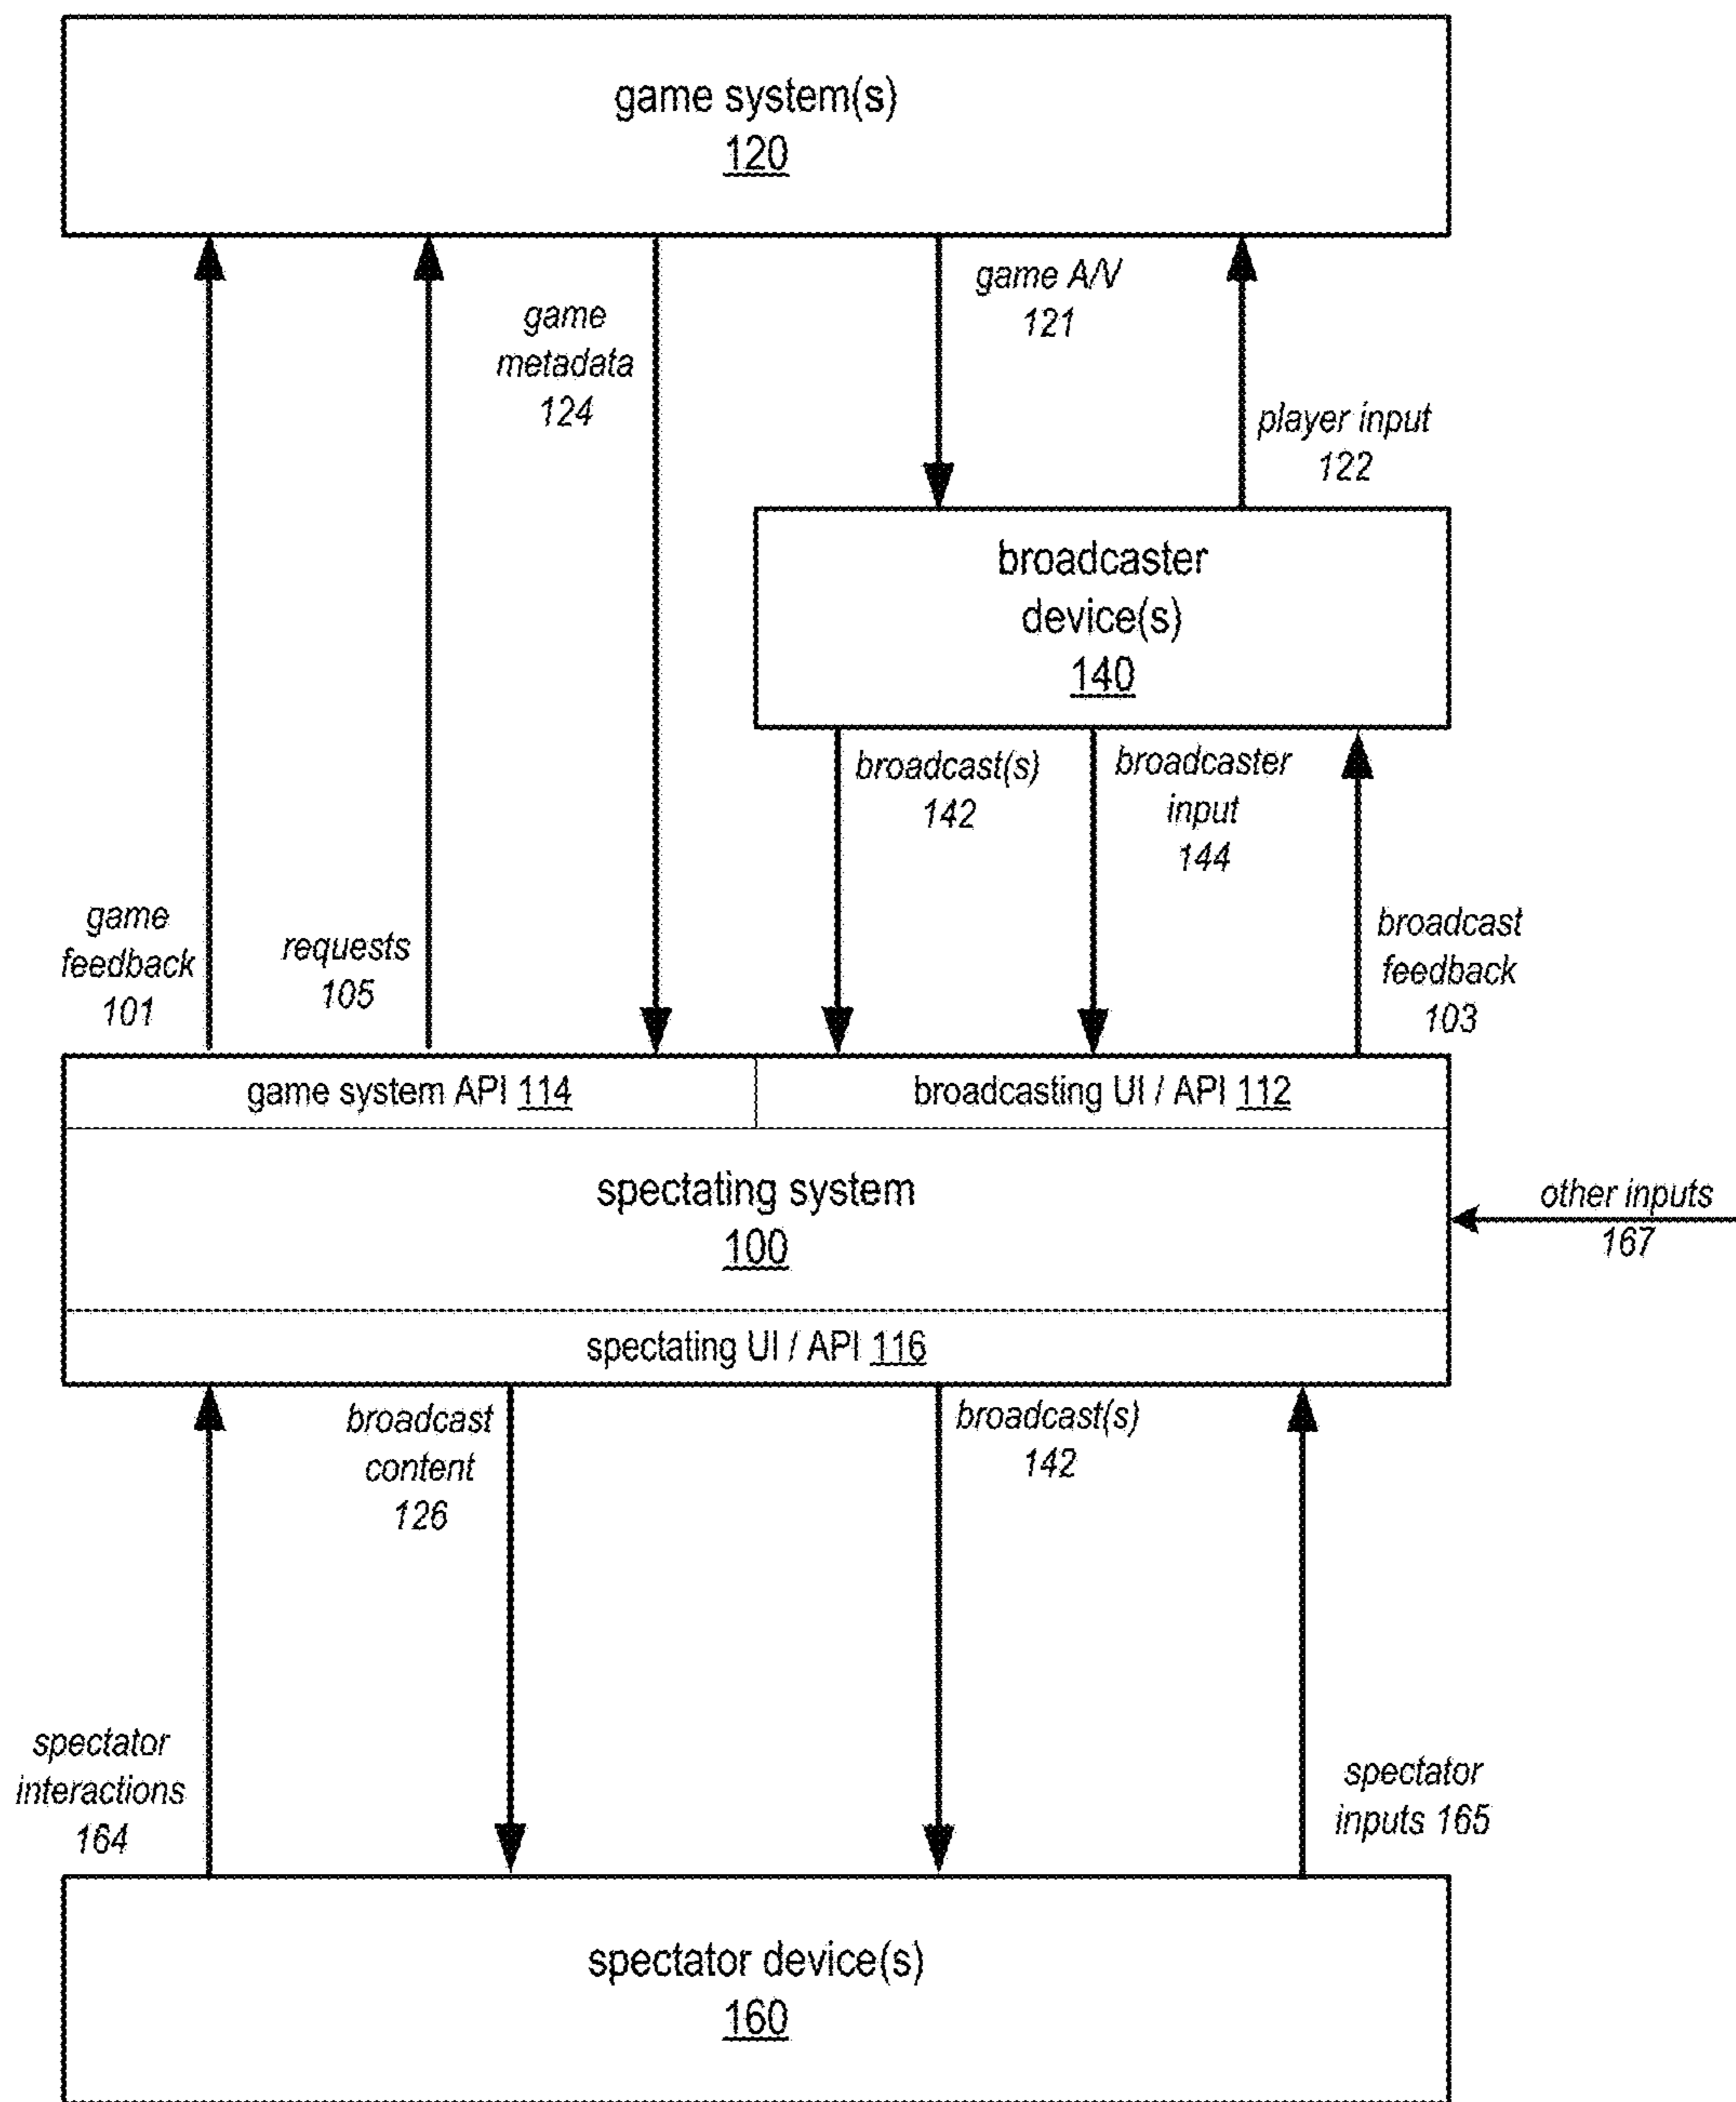 game system(s)
120
game A/V
121
game
metadata
124
player input
122
broadcaster
device(s)
140
broadcast(s)
142
broadcaster
input
144
game
feedback
101
requests
105
broadcast
feedback
103
game system API 114
broadcasting UI / API 112
spectating system
100
other inputs
167
spectating UI / API 116
broadcast
content
126
broadcast(s)
142
spectator
interactions
164
spectator
inputs 165
spectator device(s)
160